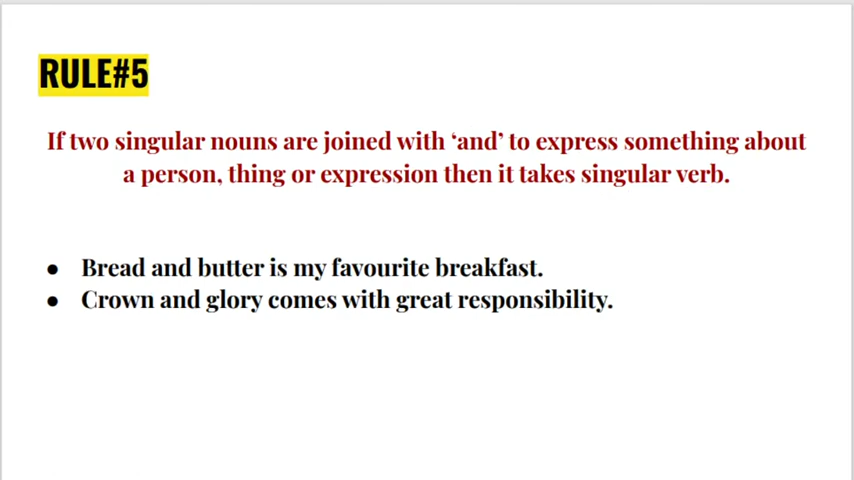 RULE#5
If two singular nouns are joined with ‘and’ to express something about
a person, thing or expression then it takes singular verb.
● Bread and butter is my favourite breakfast.
● Crown and glory comes with great responsibility.